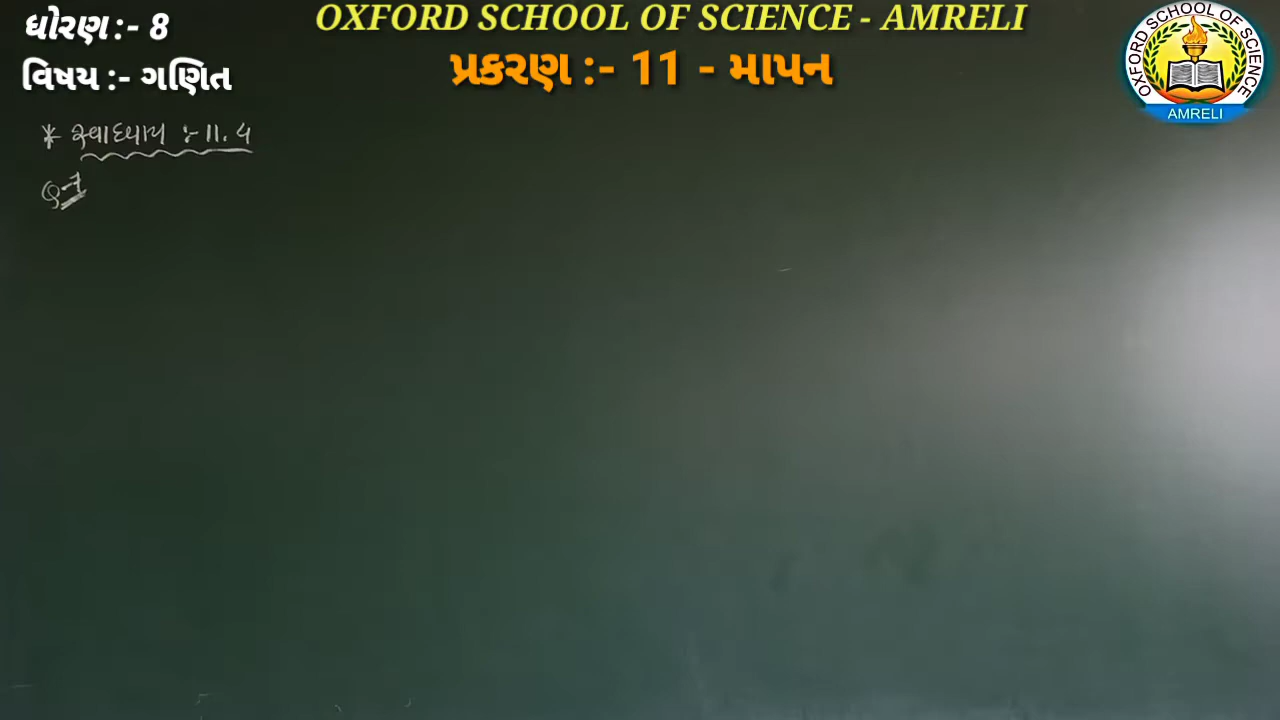 OXFORD SCHOOL OF SCIENCE - AMRELI
ધોરણ :- 8
વિષય :- ગણિત
પ્રકરણ :- 11 - માપન
OXFORD SCHOOL OF SCIENCE
AMRELI
* સ્વાધ્યાય :- 11.4
Q-1